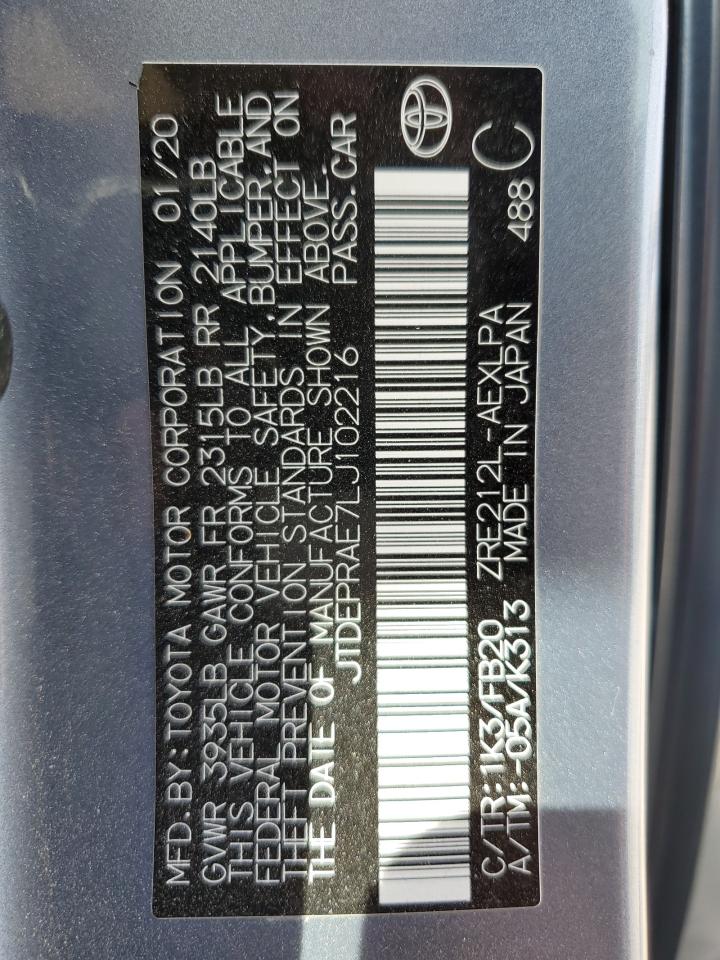 MFD.BY:TOYOTA MOTOR CORPORATION 01/20
GVWR 3935LB GAWR FR 2315LB RR 2140LB
THIS VEHICLE CONFORMS TO ALL APPLICABLE
FEDERAL MOTOR VEHICLE SAFETY,BUMPER,AND
THEFT PREVENTION STANDARDS IN EFFECT ON
THE DATE OF MANUFACTURE SHOWN ABOVE.
JTDEPRAE7LJ102216 PASS.CAR
C/TR:1K3/FB20 ZRE212L-AEXLPA 488 C
A/TM:-05A/K313 MADE IN JAPAN